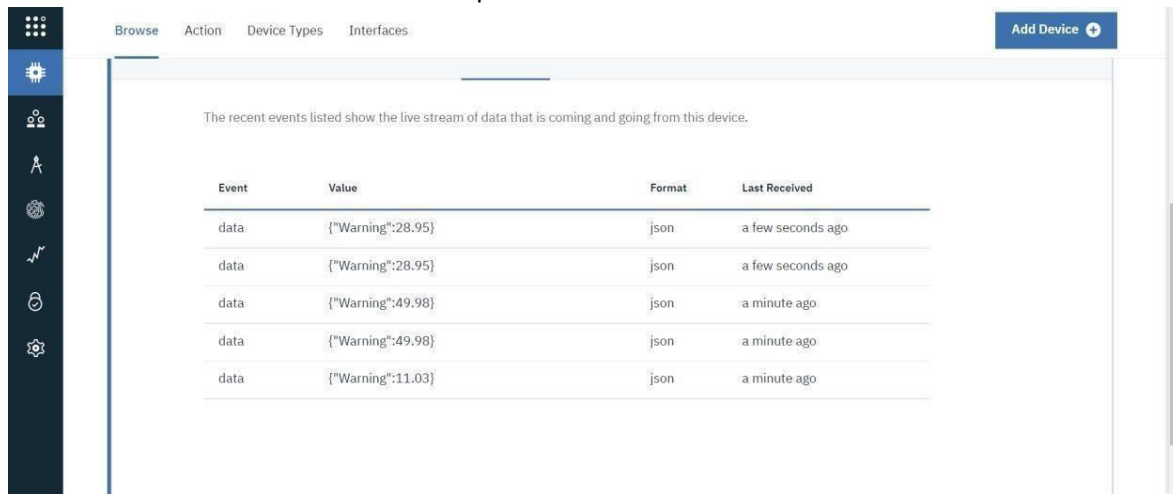 Browse Action Device Types Interfaces Add Device
The recent events listed show the live stream of data that is coming and going from this device.
Event Value Format Last Received
data {"Warning":28.95} json a few seconds ago
data {"Warning":28.95} json a few seconds ago
data {"Warning":49.98} json a minute ago
data {"Warning":49.98} json a minute ago
data {"Warning":11.03} json a minute ago